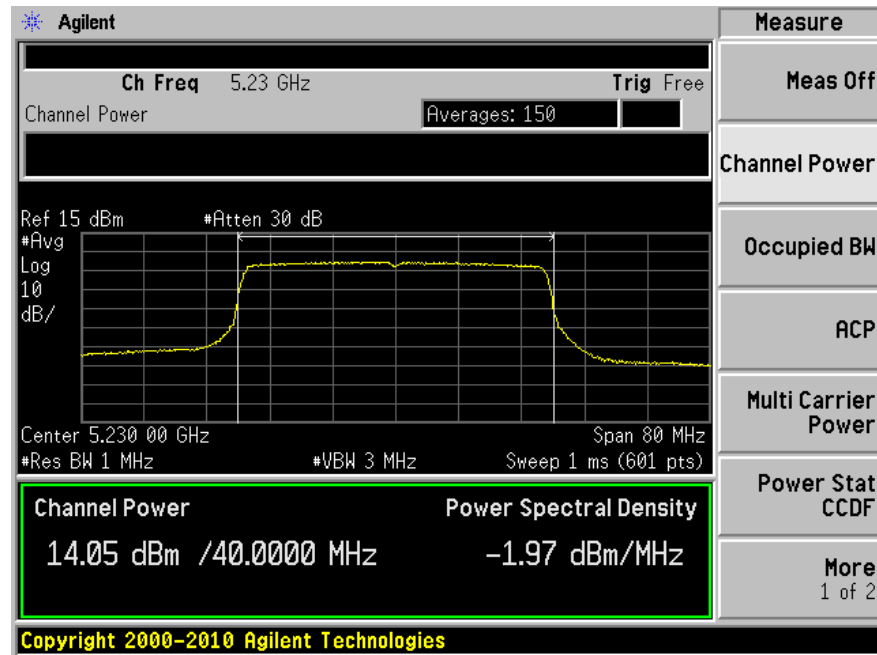 Agilent
Measure
Ch Freq 5.23 GHz Trig Free
Channel Power Averages: 150
Ref 15 dBm #Atten 30 dB
#Avg
Log
10
dB/
Center 5.230 00 GHz Span 80 MHz
#Res BW 1 MHz #VBW 3 MHz Sweep 1 ms (601 pts)
Channel Power Power Spectral Density
14.05 dBm /40.0000 MHz -1.97 dBm/MHz
Meas Off
Channel Power
Occupied BW
ACP
Multi Carrier
Power
Power Stat
CCDF
More
1 of 2
Copyright 2000-2010 Agilent Technologies